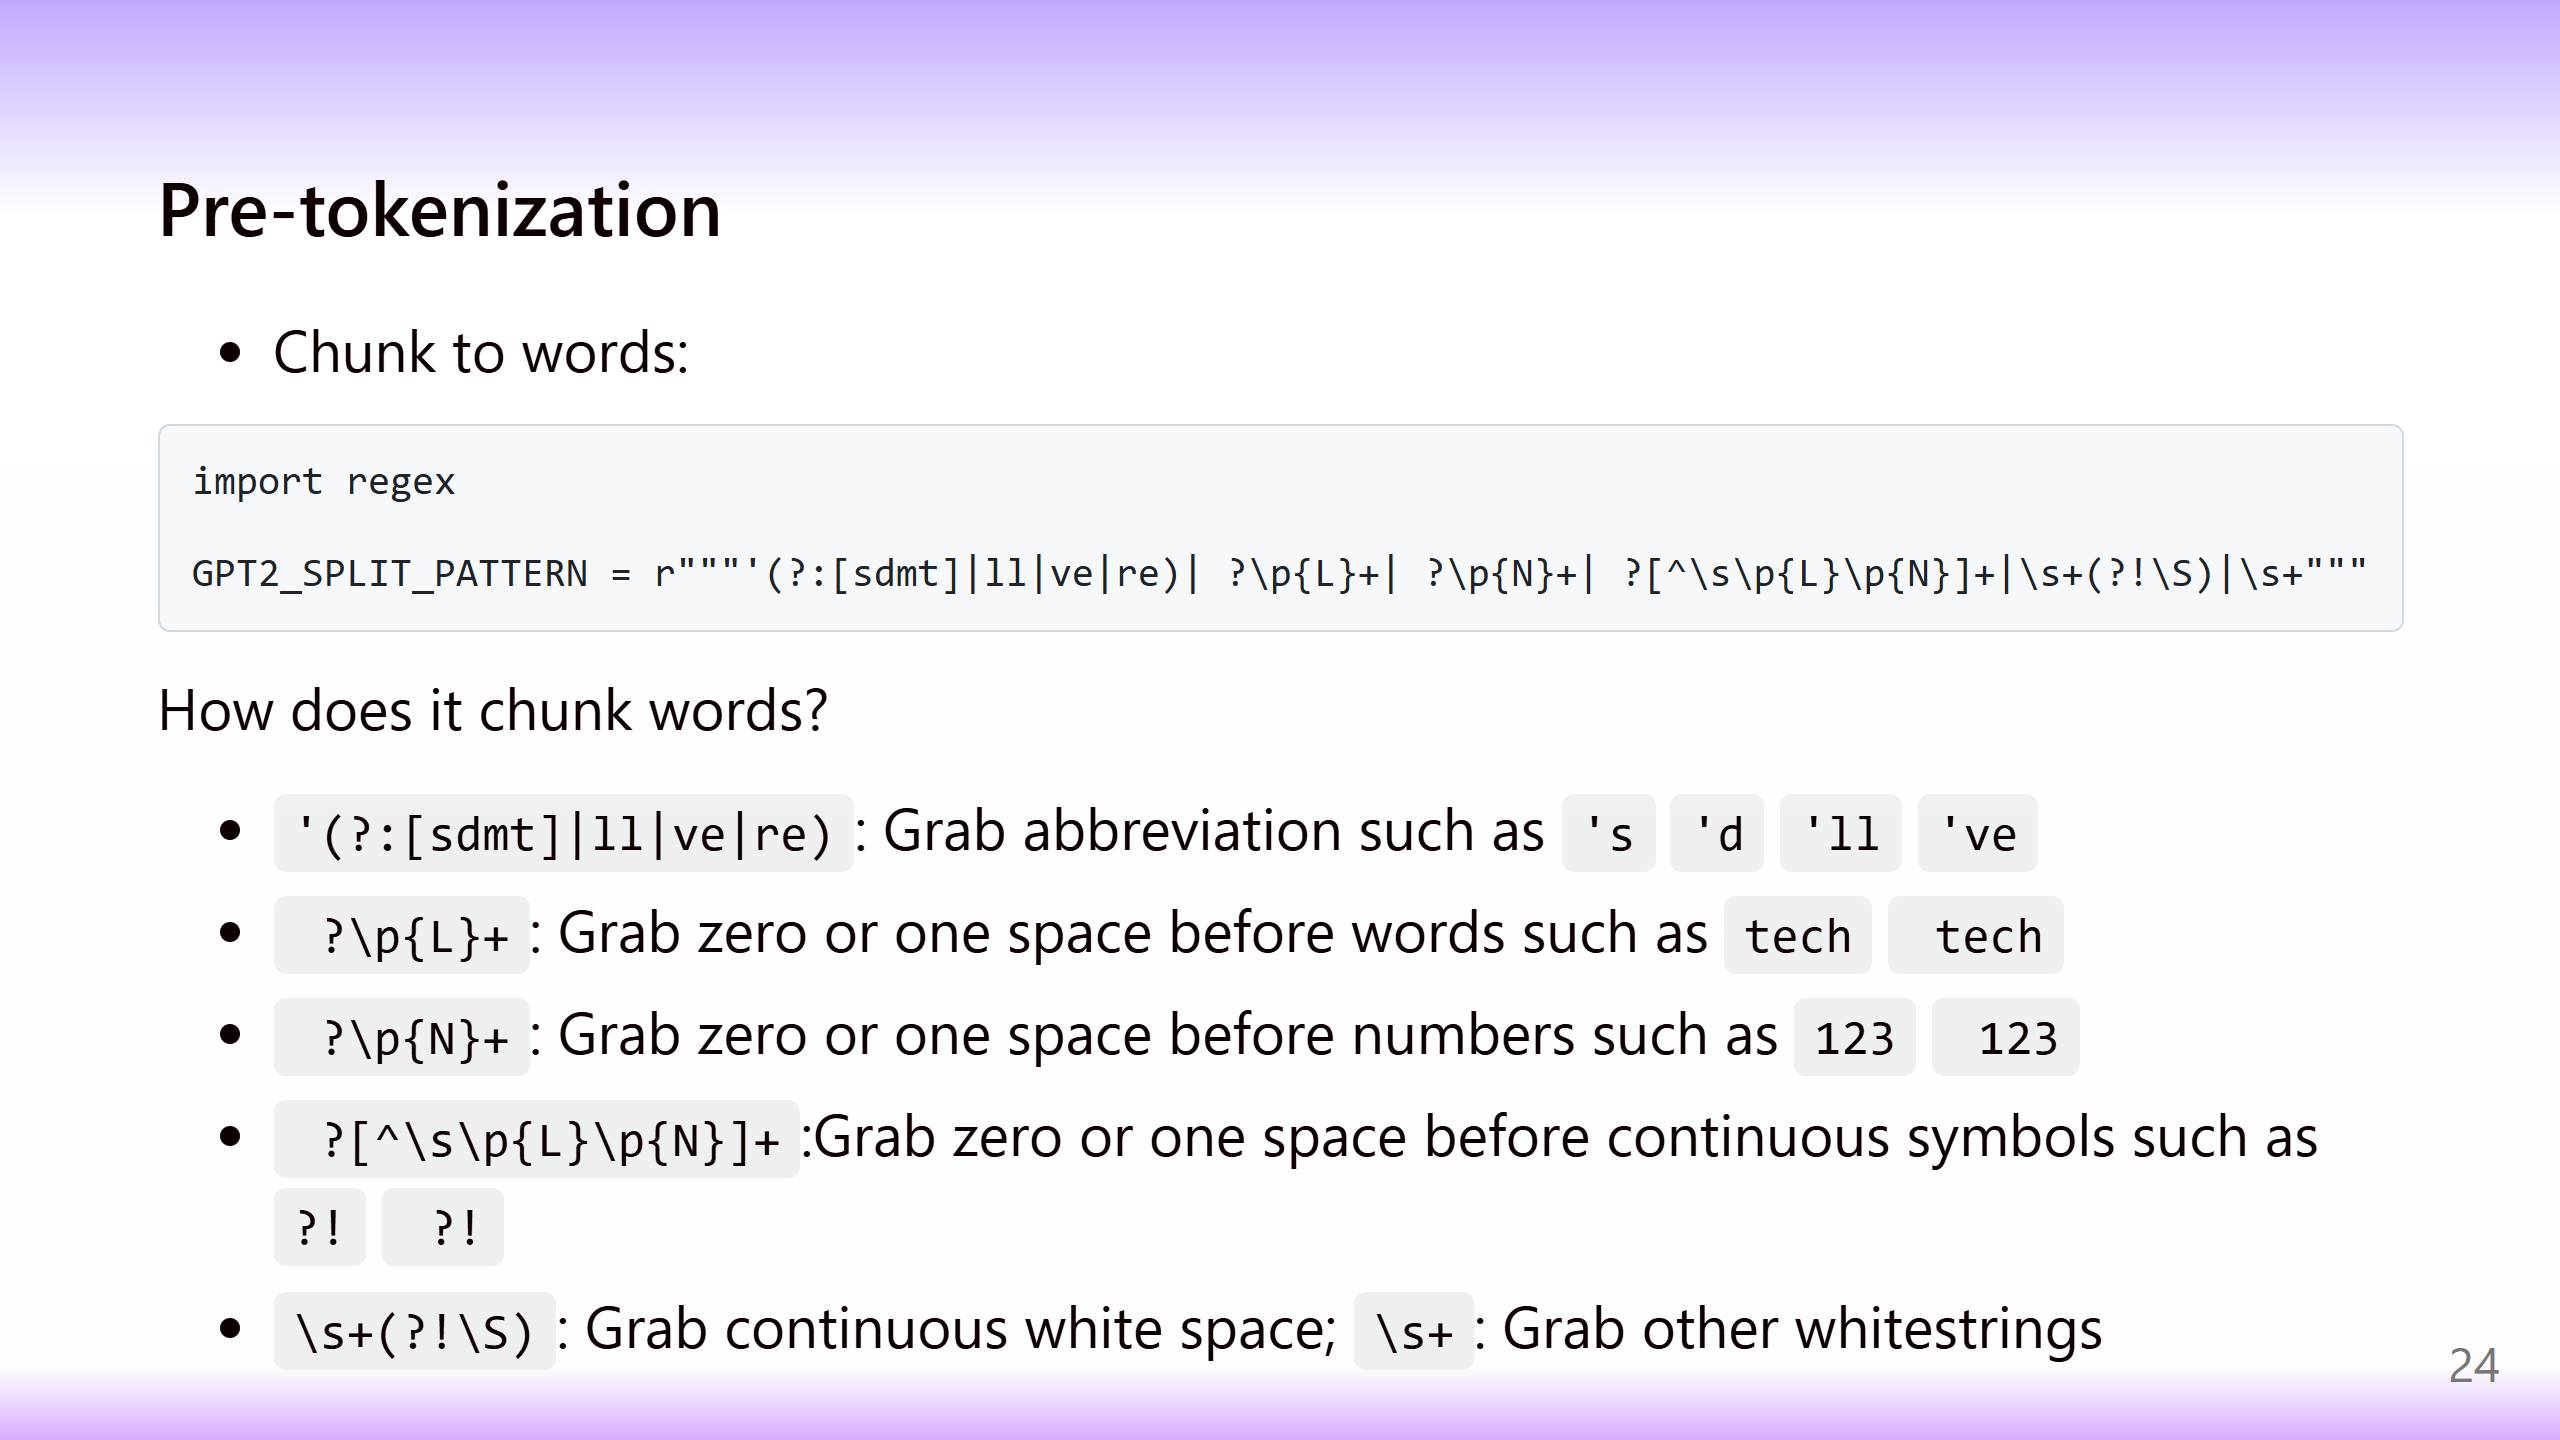 Pre-tokenization
• Chunk to words:
import regex
GPT2_SPLIT_PATTERN = r"""'(?:[sdmt]|ll|ve|re)| ?\p{L}+| ?\p{N}+| ?[^\s\p{L}\p{N}]+|\s+(?!\S)|\s+"""
How does it chunk words?
• '(?:[sdmt]|ll|ve|re) : Grab abbreviation such as 's 'd 'll 've
•  ?\p{L}+ : Grab zero or one space before words such as tech  tech
•  ?\p{N}+ : Grab zero or one space before numbers such as 123  123
•  ?[^\s\p{L}\p{N}]+ :Grab zero or one space before continuous symbols such as
?!  ?!
• \s+(?!\S) : Grab continuous white space; \s+ : Grab other whitestrings
24